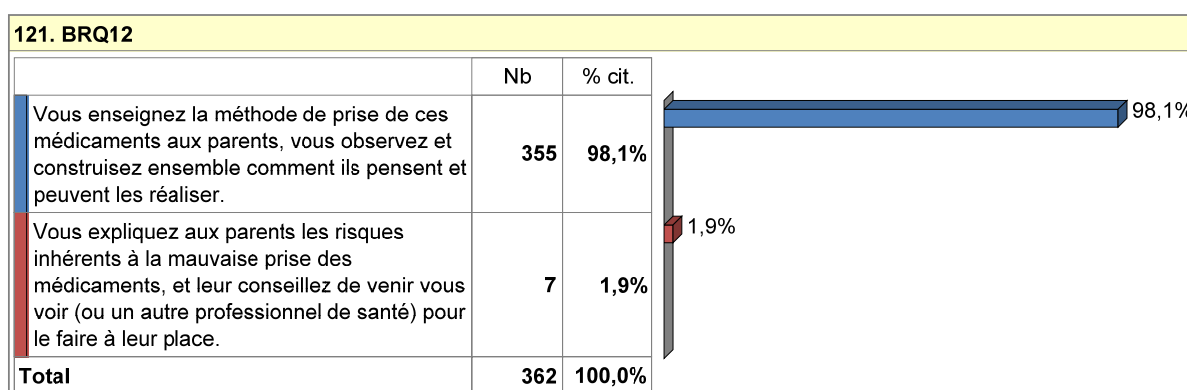 121. BRQ12
Nb % cit.
Vous enseignez la méthode de prise de ces
médicaments aux parents, vous observez et
construisez ensemble comment ils pensent et
peuvent les réaliser.
355 98,1%
98,1%
Vous expliquez aux parents les risques
inhérents à la mauvaise prise des
médicaments, et leur conseillez de venir vous
voir (ou un autre professionnel de santé) pour
le faire à leur place.
7 1,9%
1,9%
Total 362 100,0%